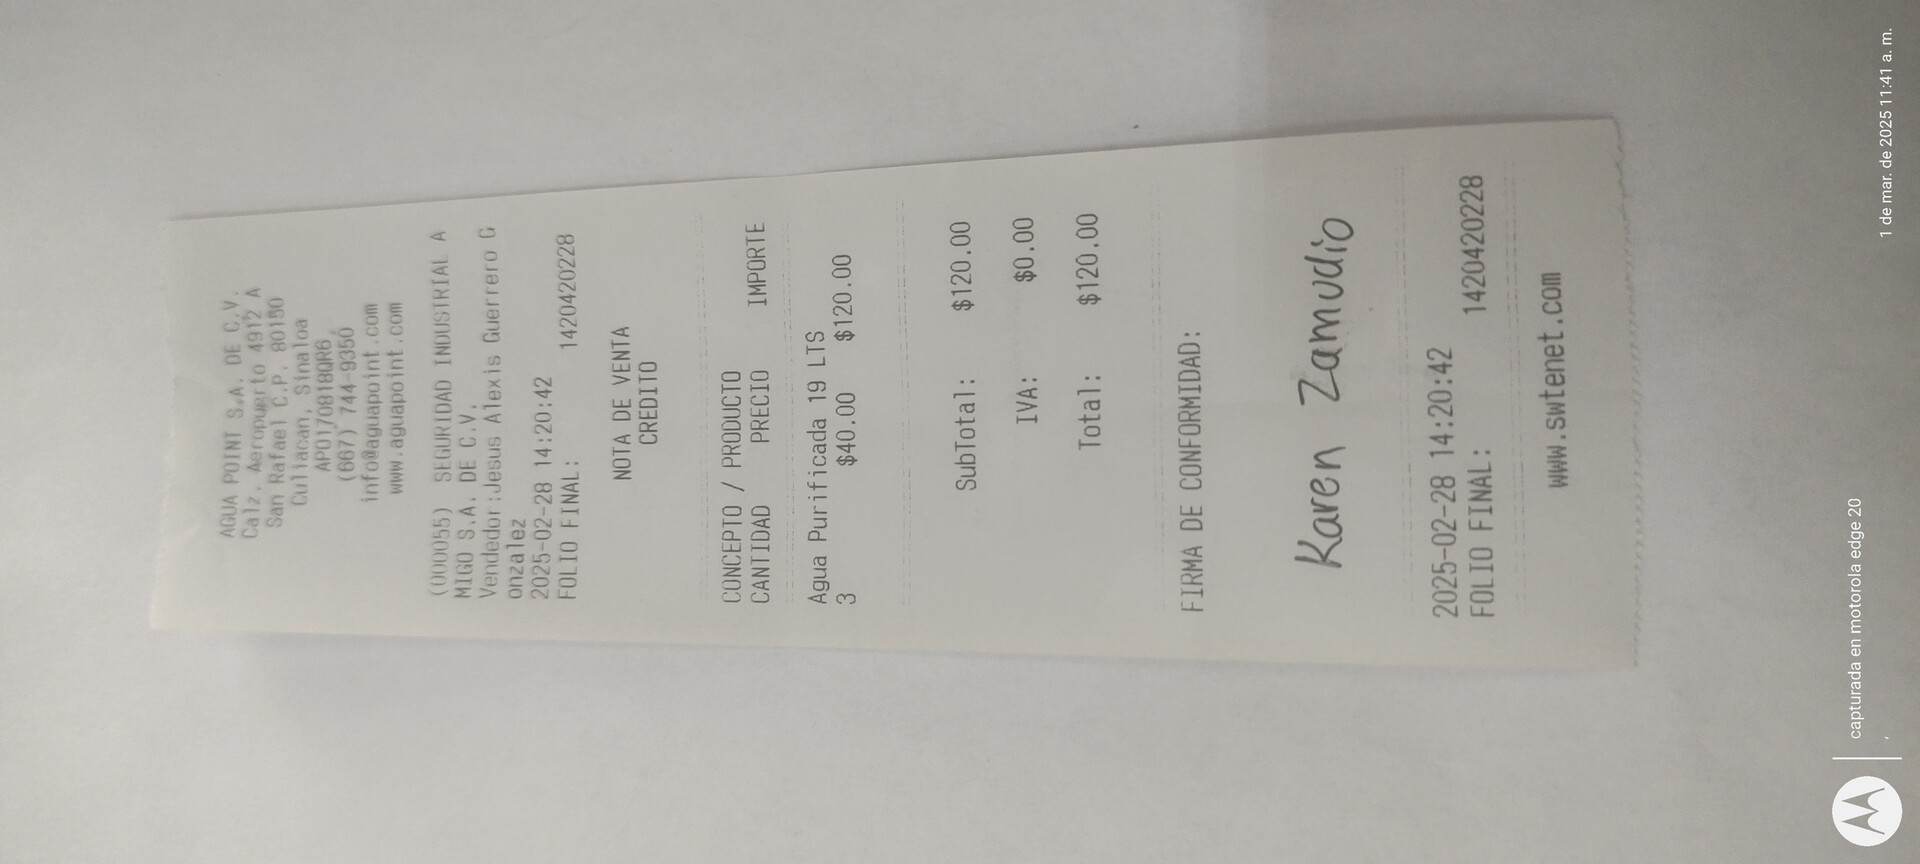 AGUA POINT S.A. DE C.V.
Calz. Aeropuerto 4912 A
San Rafael C.P. 80150
Culiacan, Sinaloa
APO170818QR6
(667) 744-9350
info@aguapoint.com
www.aguapoint.com
(000055) SEGURIDAD INDUSTRIAL A
MIGO S.A. DE C.V.
Vendedor:Jesus Alexis Guerrero G
onzalez
2025-02-28 14:20:42
FOLIO FINAL: 1420420228
NOTA DE VENTA
CREDITO
CONCEPTO / PRODUCTO
CANTIDAD PRECIO IMPORTE
Agua Purificada 19 LTS
3 $40.00 $120.00
SubTotal: $120.00
IVA: $0.00
Total: $120.00
FIRMA DE CONFORMIDAD:
Karen Zamudio
2025-02-28 14:20:42
FOLIO FINAL: 1420420228
www.swtenet.com
capturada en motorola edge 20
,
1 de mar. de 2025 11:41 a. m.